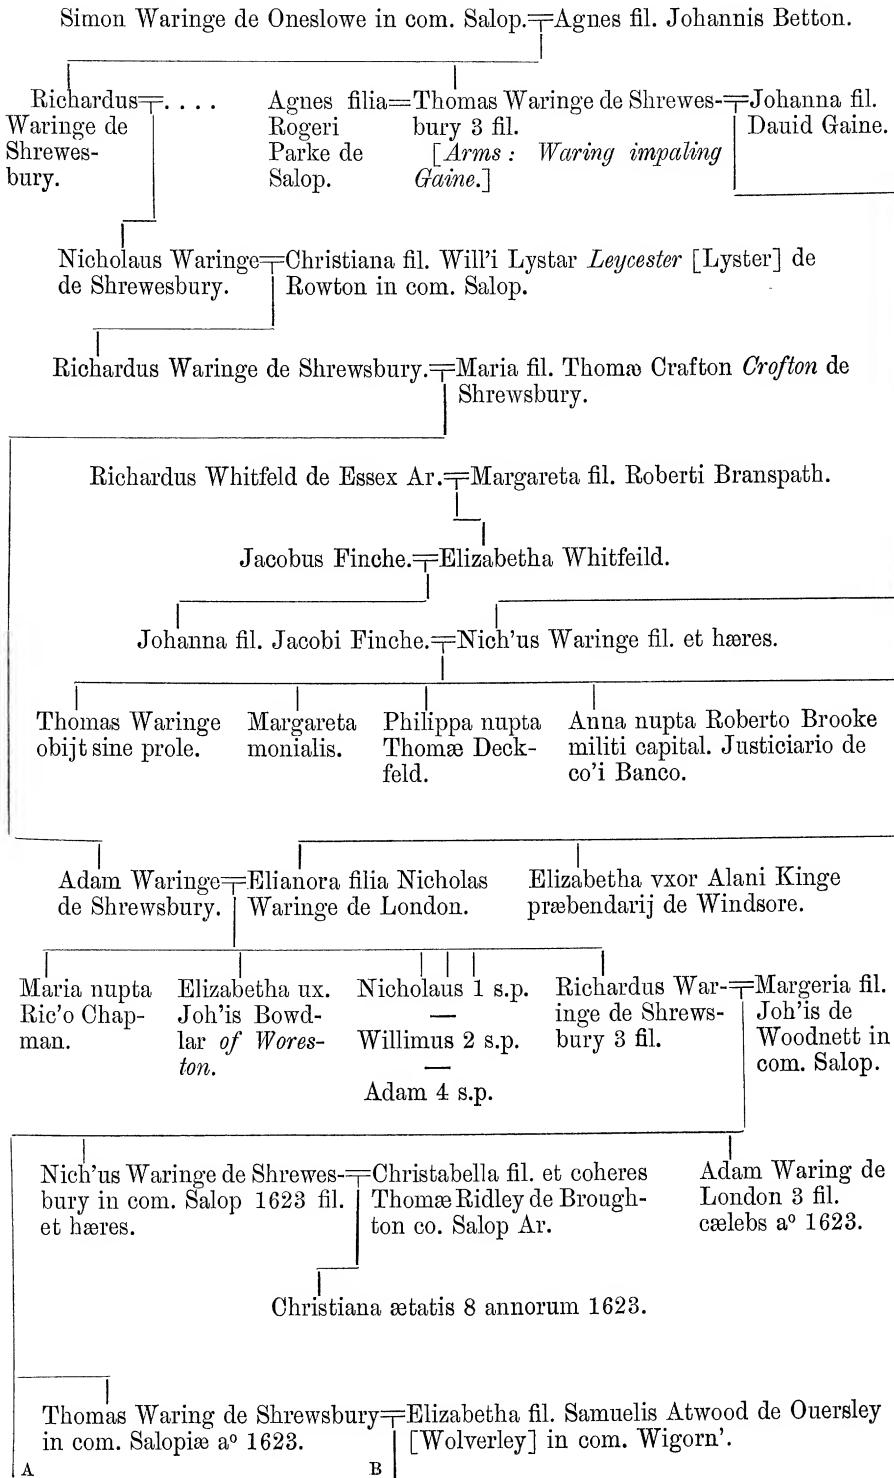 Simon Waringe de Oneslowe in com. Salop.=Agnes fil. Johannis Betton.
Richardus=. . . .
Waringe de
Shrewes-
bury.
Agnes filia=Thomas Waringe de Shrewes-=Johanna fil.
Rogeri
Parke de
Salop.
bury 3 fil.
[Arms : Waring impaling
Gaine.]
Dauid Gaine.
Nicholaus Waringe=Christiana fil. Will'i Lystar Leycester [Lyster] de
de Shrewesbury.
Rowton in com. Salop.
Richardus Waringe de Shrewsbury.=Maria fil. Thomæ Crafton Crofton de
Shrewsbury.
Richardus Whitfeld de Essex Ar.=Margareta fil. Roberti Branspath.
Jacobus Finche.=Elizabetha Whitfeild.
Johanna fil. Jacobi Finche.=Nich'us Waringe fil. et hæres.
Thomas Waringe
obijt sine prole.
Margareta
monialis.
Philippa nupta
Thomæ Deck-
feld.
Anna nupta Roberto Brooke
militi capital. Justiciario de
co'i Banco.
Adam Waringe=Elianora filia Nicholas
de Shrewsbury.
Waringe de London.
Elizabetha vxor Alani Kinge
præbendarij de Windsore.
Maria nupta
Ric'o Chap-
man.
Elizabetha ux.
Joh'is Bowd-
lar of Wores-
ton.
Nicholaus 1 s.p.
—
Willimus 2 s.p.
—
Adam 4 s.p.
Richardus War-=Margeria fil.
inge de Shrews-
bury 3 fil.
Joh'is de
Woodnett in
com. Salop.
Nich'us Waringe de Shrewes-=Christabella fil. et coheres
bury in com. Salop 1623 fil.
et hæres.
Thomæ Ridley de Brough-
ton co. Salop Ar.
Adam Waring de
London 3 fil.
cælebs aº 1623.
Christiana ætatis 8 annorum 1623.
Thomas Waring de Shrewsbury=Elizabetha fil. Samuelis Atwood de Ouersley
in com. Salopiæ aº 1623.
[Wolverley] in com. Wigorn'.
A
B